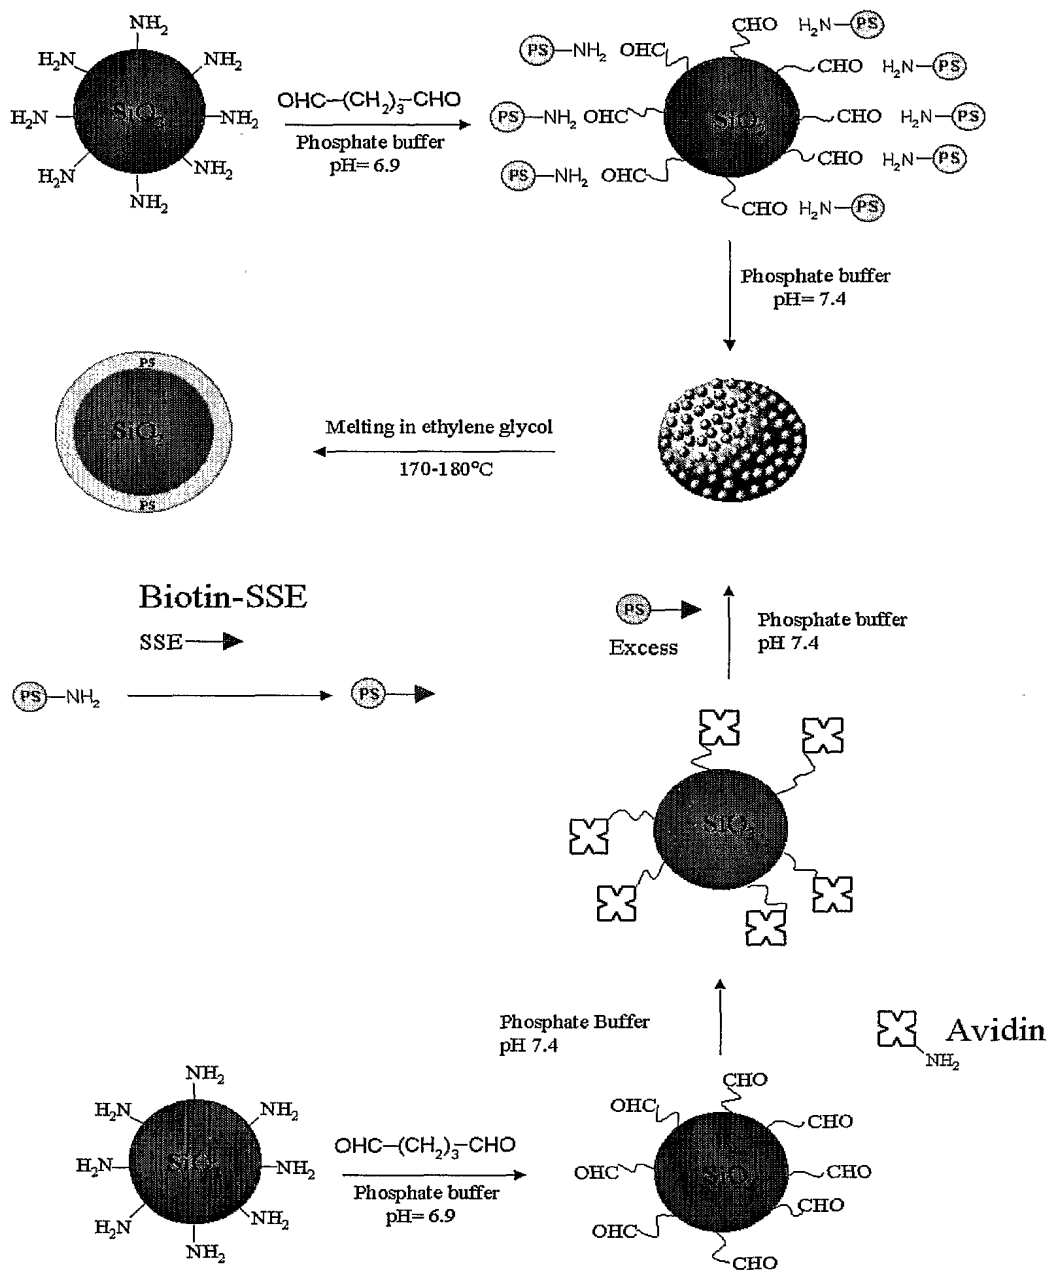 NH2
H2N NH2
H2N SiO2 NH2
H2N NH2
NH2
OHC-(CH2)3-CHO
Phosphate buffer
pH= 6.9
CHO H2N-PS
PS-NH2 OHC
CHO H2N-PS
PS-NH2 OHC SiO2 CHO H2N-PS
CHO H2N-PS
PS-NH2 OHC
CHO H2N-PS
Phosphate buffer
pH= 7.4
PS
SiO2
PS
Melting in ethylene glycol
170-180°C
Biotin-SSE
SSE
PS-NH2
PS
PS
Excess
Phosphate buffer
pH 7.4
SiO2
Phosphate Buffer
pH 7.4
Avidin
NH2
NH2
H2N NH2
H2N SiO2 NH2
H2N NH2
NH2
OHC-(CH2)3-CHO
Phosphate buffer
pH= 6.9
CHO
OHC CHO
OHC SiO2 CHO
OHC CHO
CHO